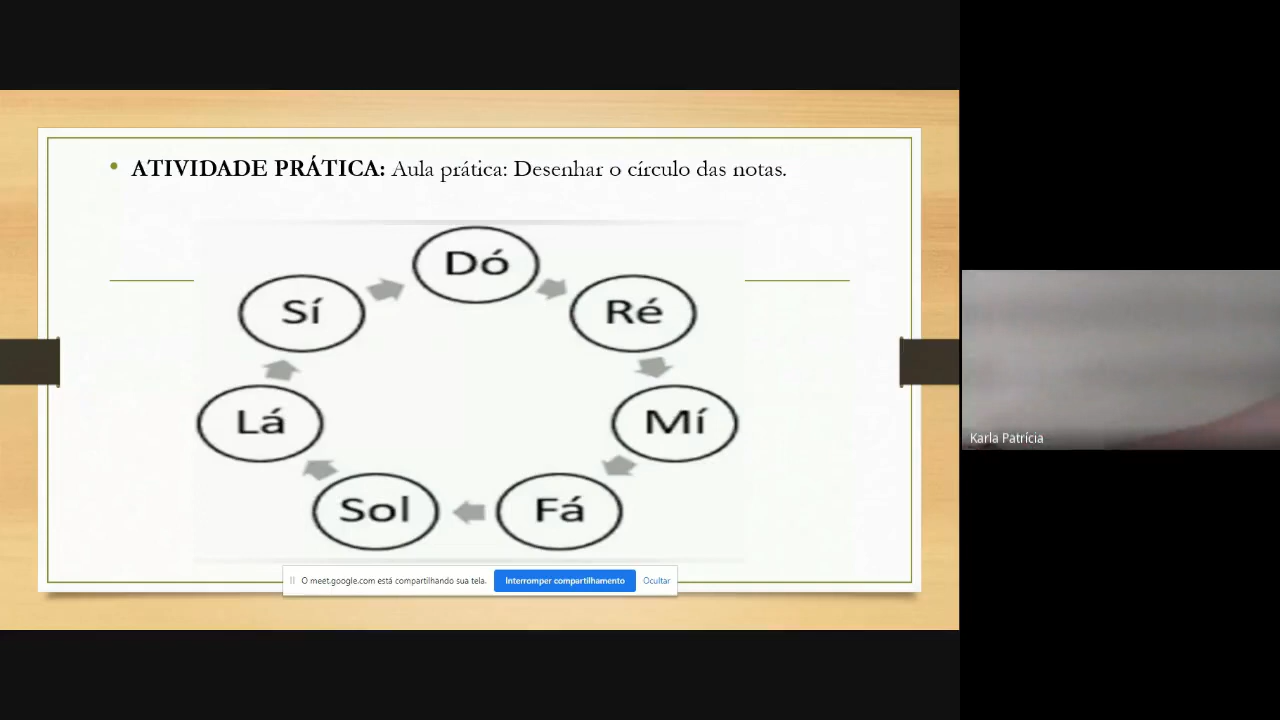 • ATIVIDADE PRÁTICA: Aula prática: Desenhar o círculo das notas.
Dó
Sí
Ré
Lá
Mí
Sol
Fá
Karla Patrícia
O meet.google.com está compartilhando sua tela. Interromper compartilhamento Ocultar